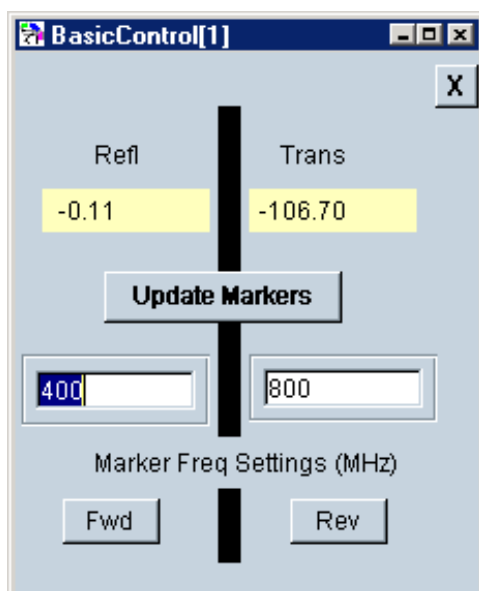 BasicControl[1]
X
Refl Trans
-0.11 -106.70
Update Markers
400 800
Marker Freq Settings (MHz)
Fwd Rev